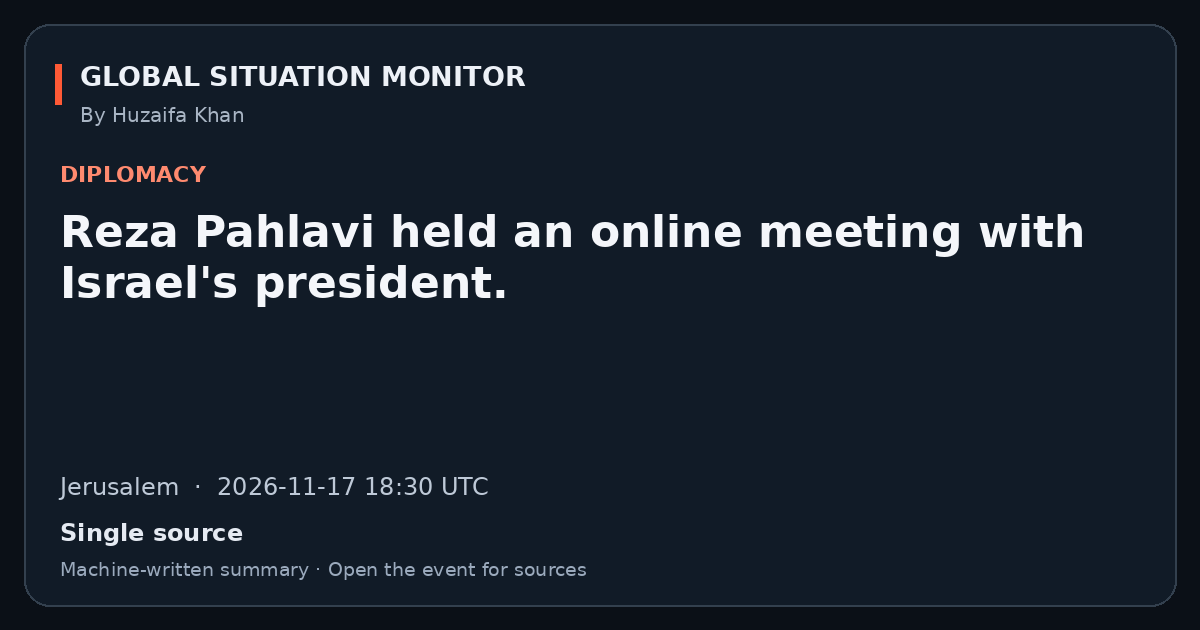 GLOBAL SITUATION MONITOR
By Huzaifa Khan
DIPLOMACY
Reza Pahlavi held an online meeting with
Israel's president.
Jerusalem · 2026-11-17 18:30 UTC
Single source
Machine-written summary · Open the event for sources